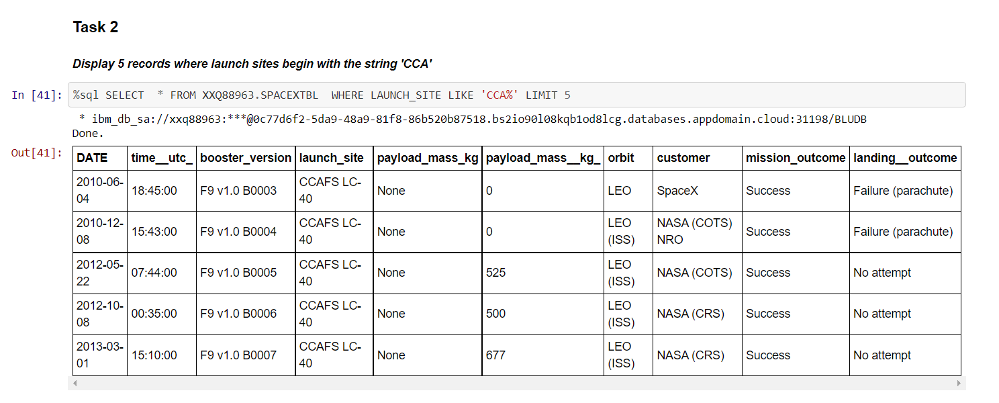 Task 2
Display 5 records where launch sites begin with the string 'CCA'
In [41]: %sql SELECT  * FROM XXQ88963.SPACEXTBL  WHERE LAUNCH_SITE LIKE 'CCA%' LIMIT 5
* ibm_db_sa://xxq88963:***@0c77d6f2-5da9-48a9-81f8-86b520b87518.bs2io90l08kqb1od8lcg.databases.appdomain.cloud:31198/BLUDB
Done.
Out[41]:
DATE time__utc_ booster_version launch_site payload_mass_kg payload_mass__kg_ orbit customer mission_outcome landing__outcome
2010-06-04 18:45:00 F9 v1.0 B0003 CCAFS LC-40 None 0 LEO SpaceX Success Failure (parachute)
2010-12-08 15:43:00 F9 v1.0 B0004 CCAFS LC-40 None 0 LEO (ISS) NASA (COTS) NRO Success Failure (parachute)
2012-05-22 07:44:00 F9 v1.0 B0005 CCAFS LC-40 None 525 LEO (ISS) NASA (COTS) Success No attempt
2012-10-08 00:35:00 F9 v1.0 B0006 CCAFS LC-40 None 500 LEO (ISS) NASA (CRS) Success No attempt
2013-03-01 15:10:00 F9 v1.0 B0007 CCAFS LC-40 None 677 LEO (ISS) NASA (CRS) Success No attempt